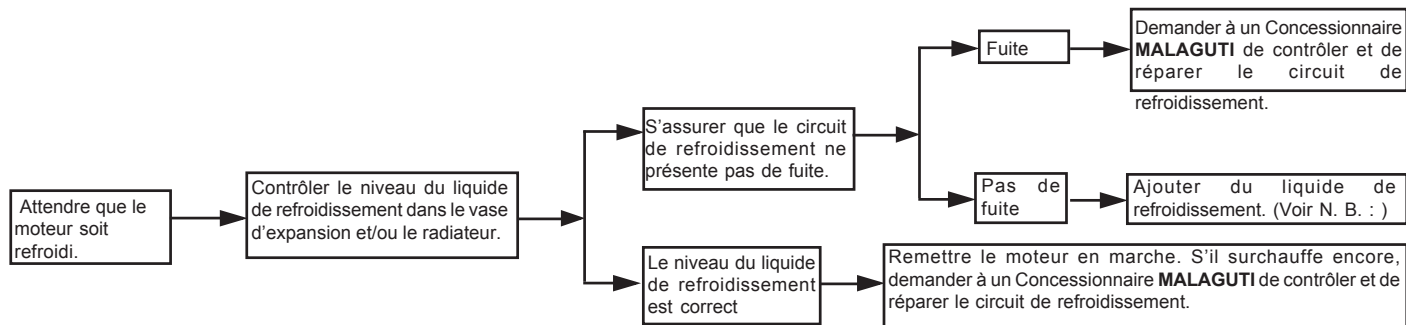 Attendre que le
moteur soit
refroidi.
Contrôler le niveau du liquide
de refroidissement dans le vase
d'expansion et/ou le radiateur.
S'assurer que le circuit
de refroidissement ne
présente pas de fuite.
Fuite
Demander à un Concessionnaire
MALAGUTI de contrôler et de
réparer le circuit de
refroidissement.
Pas de
fuite
Ajouter du liquide de
refroidissement. (Voir N. B. : )
Le niveau du liquide
de refroidissement
est correct
Remettre le moteur en marche. S'il surchauffe encore,
demander à un Concessionnaire MALAGUTI de contrôler et de
réparer le circuit de refroidissement.